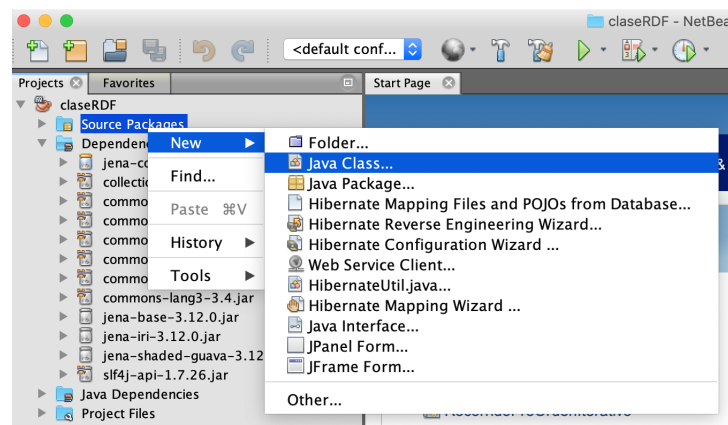 claseRDF - NetBea
<default conf...
Projects
Favorites
Start Page
claseRDF
Source Packages
Dependen
jena-co
collectio
commo
commo
commo
commo
commo
commons-lang3-3.4.jar
jena-base-3.12.0.jar
jena-iri-3.12.0.jar
jena-shaded-guava-3.12
slf4j-api-1.7.26.jar
Java Dependencies
Project Files
New
Find...
Paste ⌘V
History
Tools
Folder...
Java Class...
Java Package...
Hibernate Mapping Files and POJOs from Database...
Hibernate Reverse Engineering Wizard...
Hibernate Configuration Wizard ...
Web Service Client...
HibernateUtil.java...
Hibernate Mapping Wizard ...
Java Interface...
JPanel Form...
JFrame Form...
Other...
&